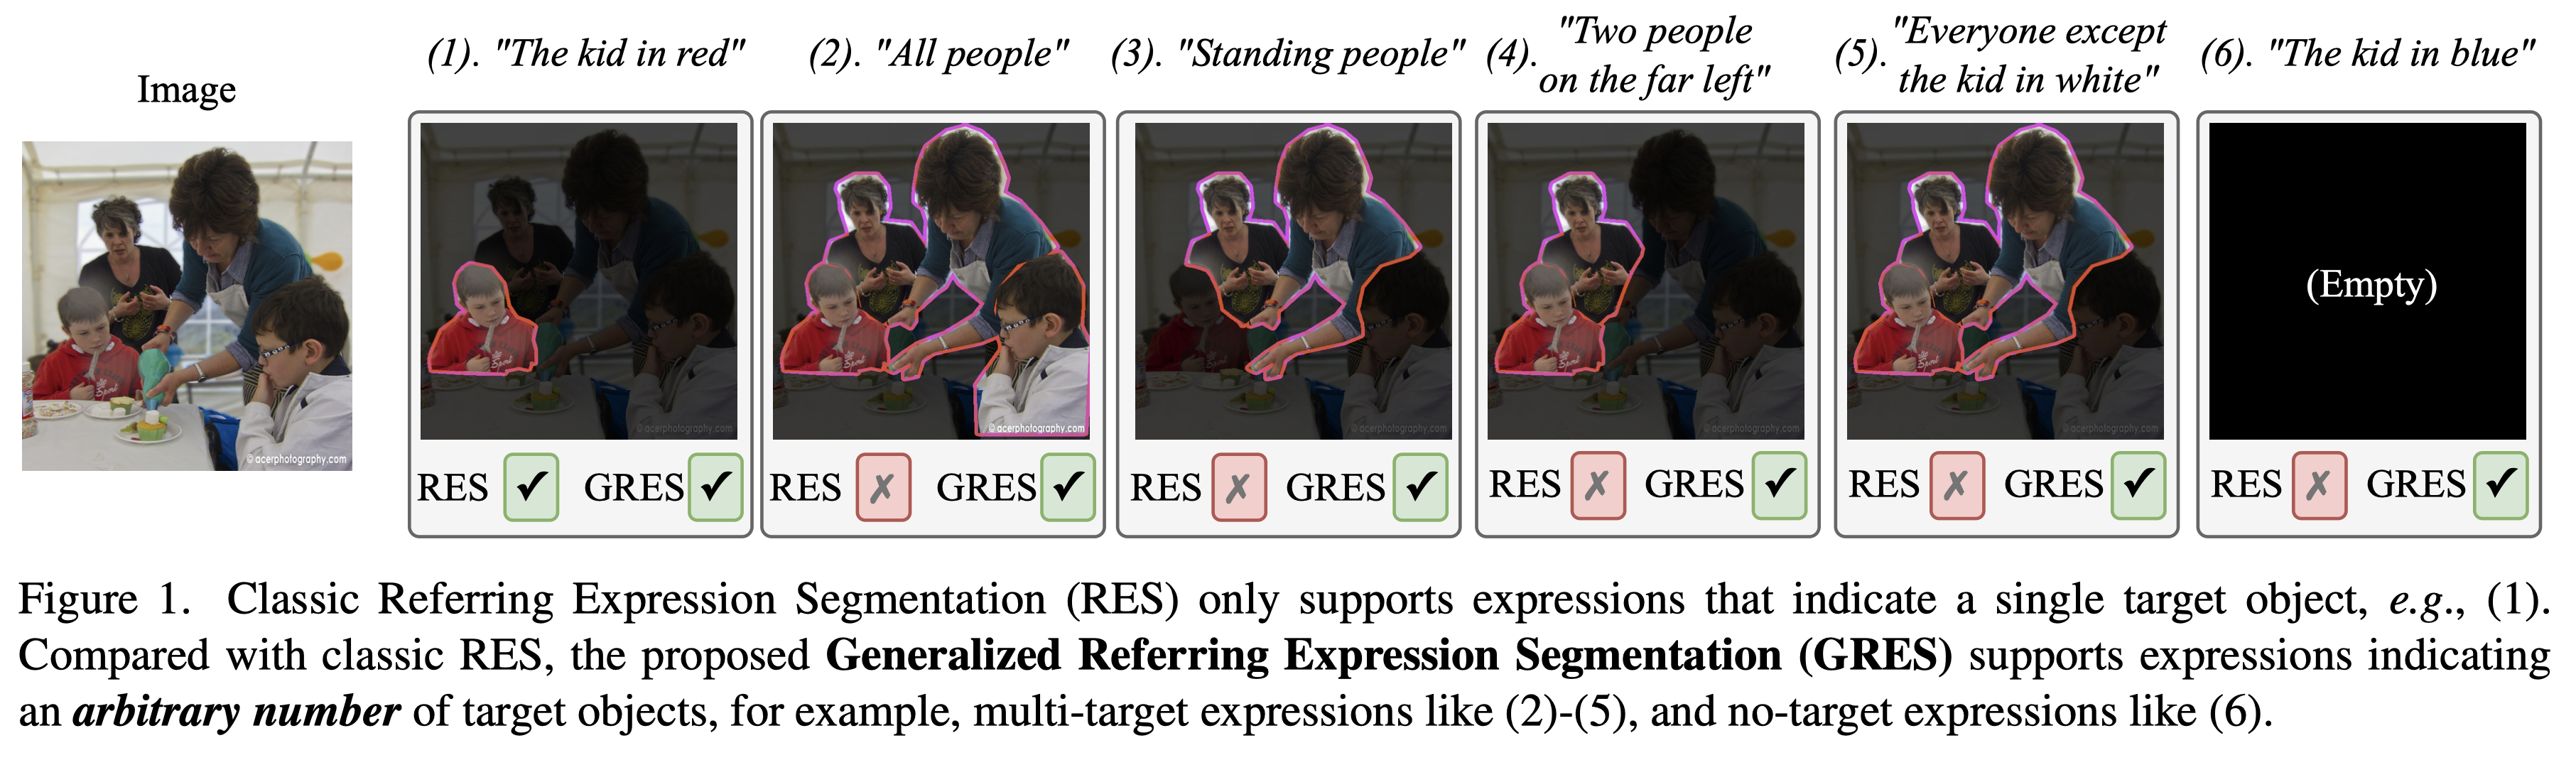 Image
(1). "The kid in red"
(2). "All people"
(3). "Standing people"
(4). "Two people
on the far left"
(5). "Everyone except
the kid in white"
(6). "The kid in blue"
© acerphotography.com
© acerphotography.com
© acerphotography.com
© acerphotography.com
© acerphotography.com
© acerphotography.com
(Empty)
RES ✓ GRES ✓
RES ✗ GRES ✓
RES ✗ GRES ✓
RES ✗ GRES ✓
RES ✗ GRES ✓
RES ✗ GRES ✓
Figure 1. Classic Referring Expression Segmentation (RES) only supports expressions that indicate a single target object, e.g., (1).
Compared with classic RES, the proposed Generalized Referring Expression Segmentation (GRES) supports expressions indicating
an arbitrary number of target objects, for example, multi-target expressions like (2)-(5), and no-target expressions like (6).